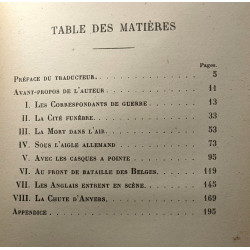 TABLE DES MATIÈRES
Pages.
PRÉFACE DU TRADUCTEUR. 5
AVANT-PROPOS DE L'AUTEUR 11
I. LES CORRESPONDANTS DE GUERRE 13
II. LA CITÉ FUNÈBRE. 33
III. LA MORT DANS L'AIR. 53
IV. SOUS L'AIGLE ALLEMAND 73
V. AVEC LES CASQUES A POINTE 95
VI. AU FRONT DE BATAILLE DES BELGES. 119
VII. LES ANGLAIS ENTRENT EN SCÈNE. 145
VIII. LA CHUTE D'ANVERS 169
APPENDICE 195